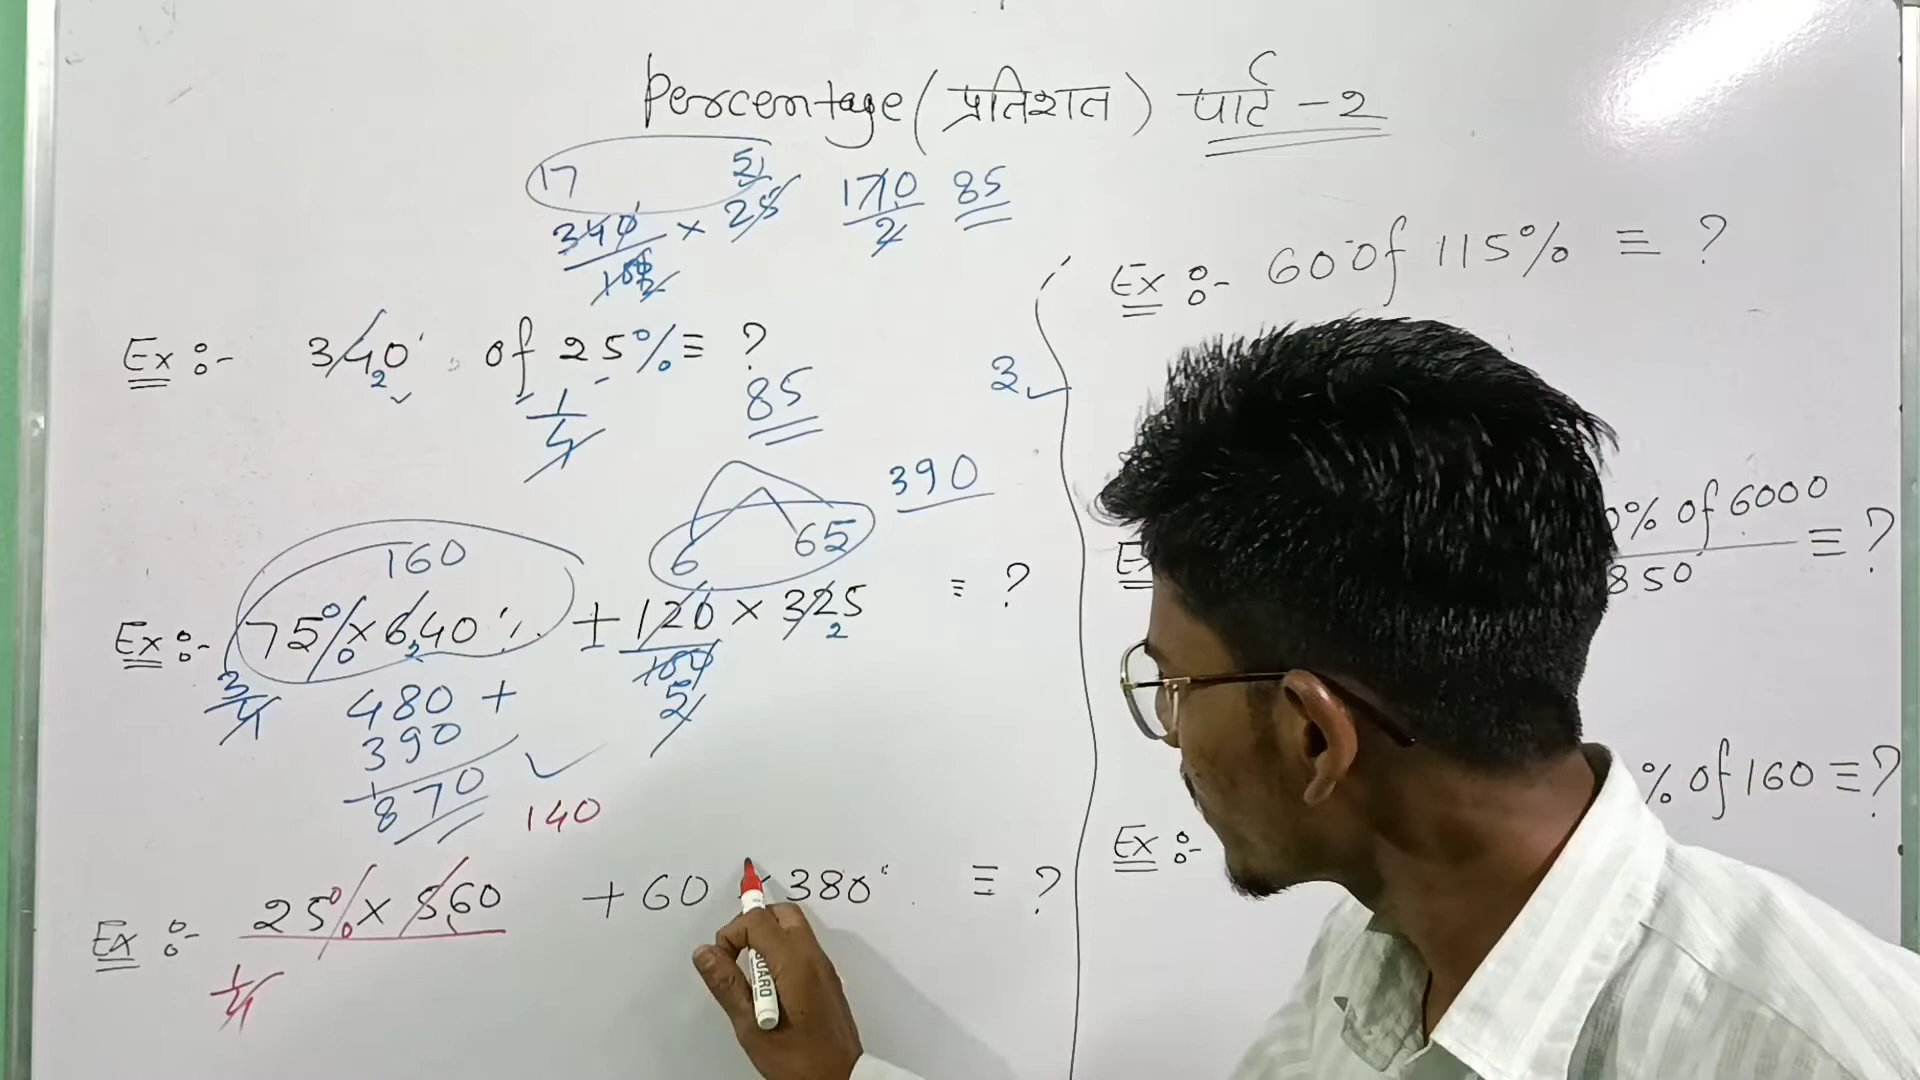 Percentage (प्रतिशत) पार्ट - 2
17 5
340/100 × 25 170/2 85
Ex :- 340 of 25% = ?
1/4 85
390
160 6 65
Ex :- 75% × 640 + 120/100 × 325 = ?
3/4 2
480 +
390
870
140
Ex :- 25% × 560 + 60 380 = ?
1/4
Ex :- 60 of 115% = ?
3
Ex 0% of 6000 = ?
850
Ex :- % of 160 = ?